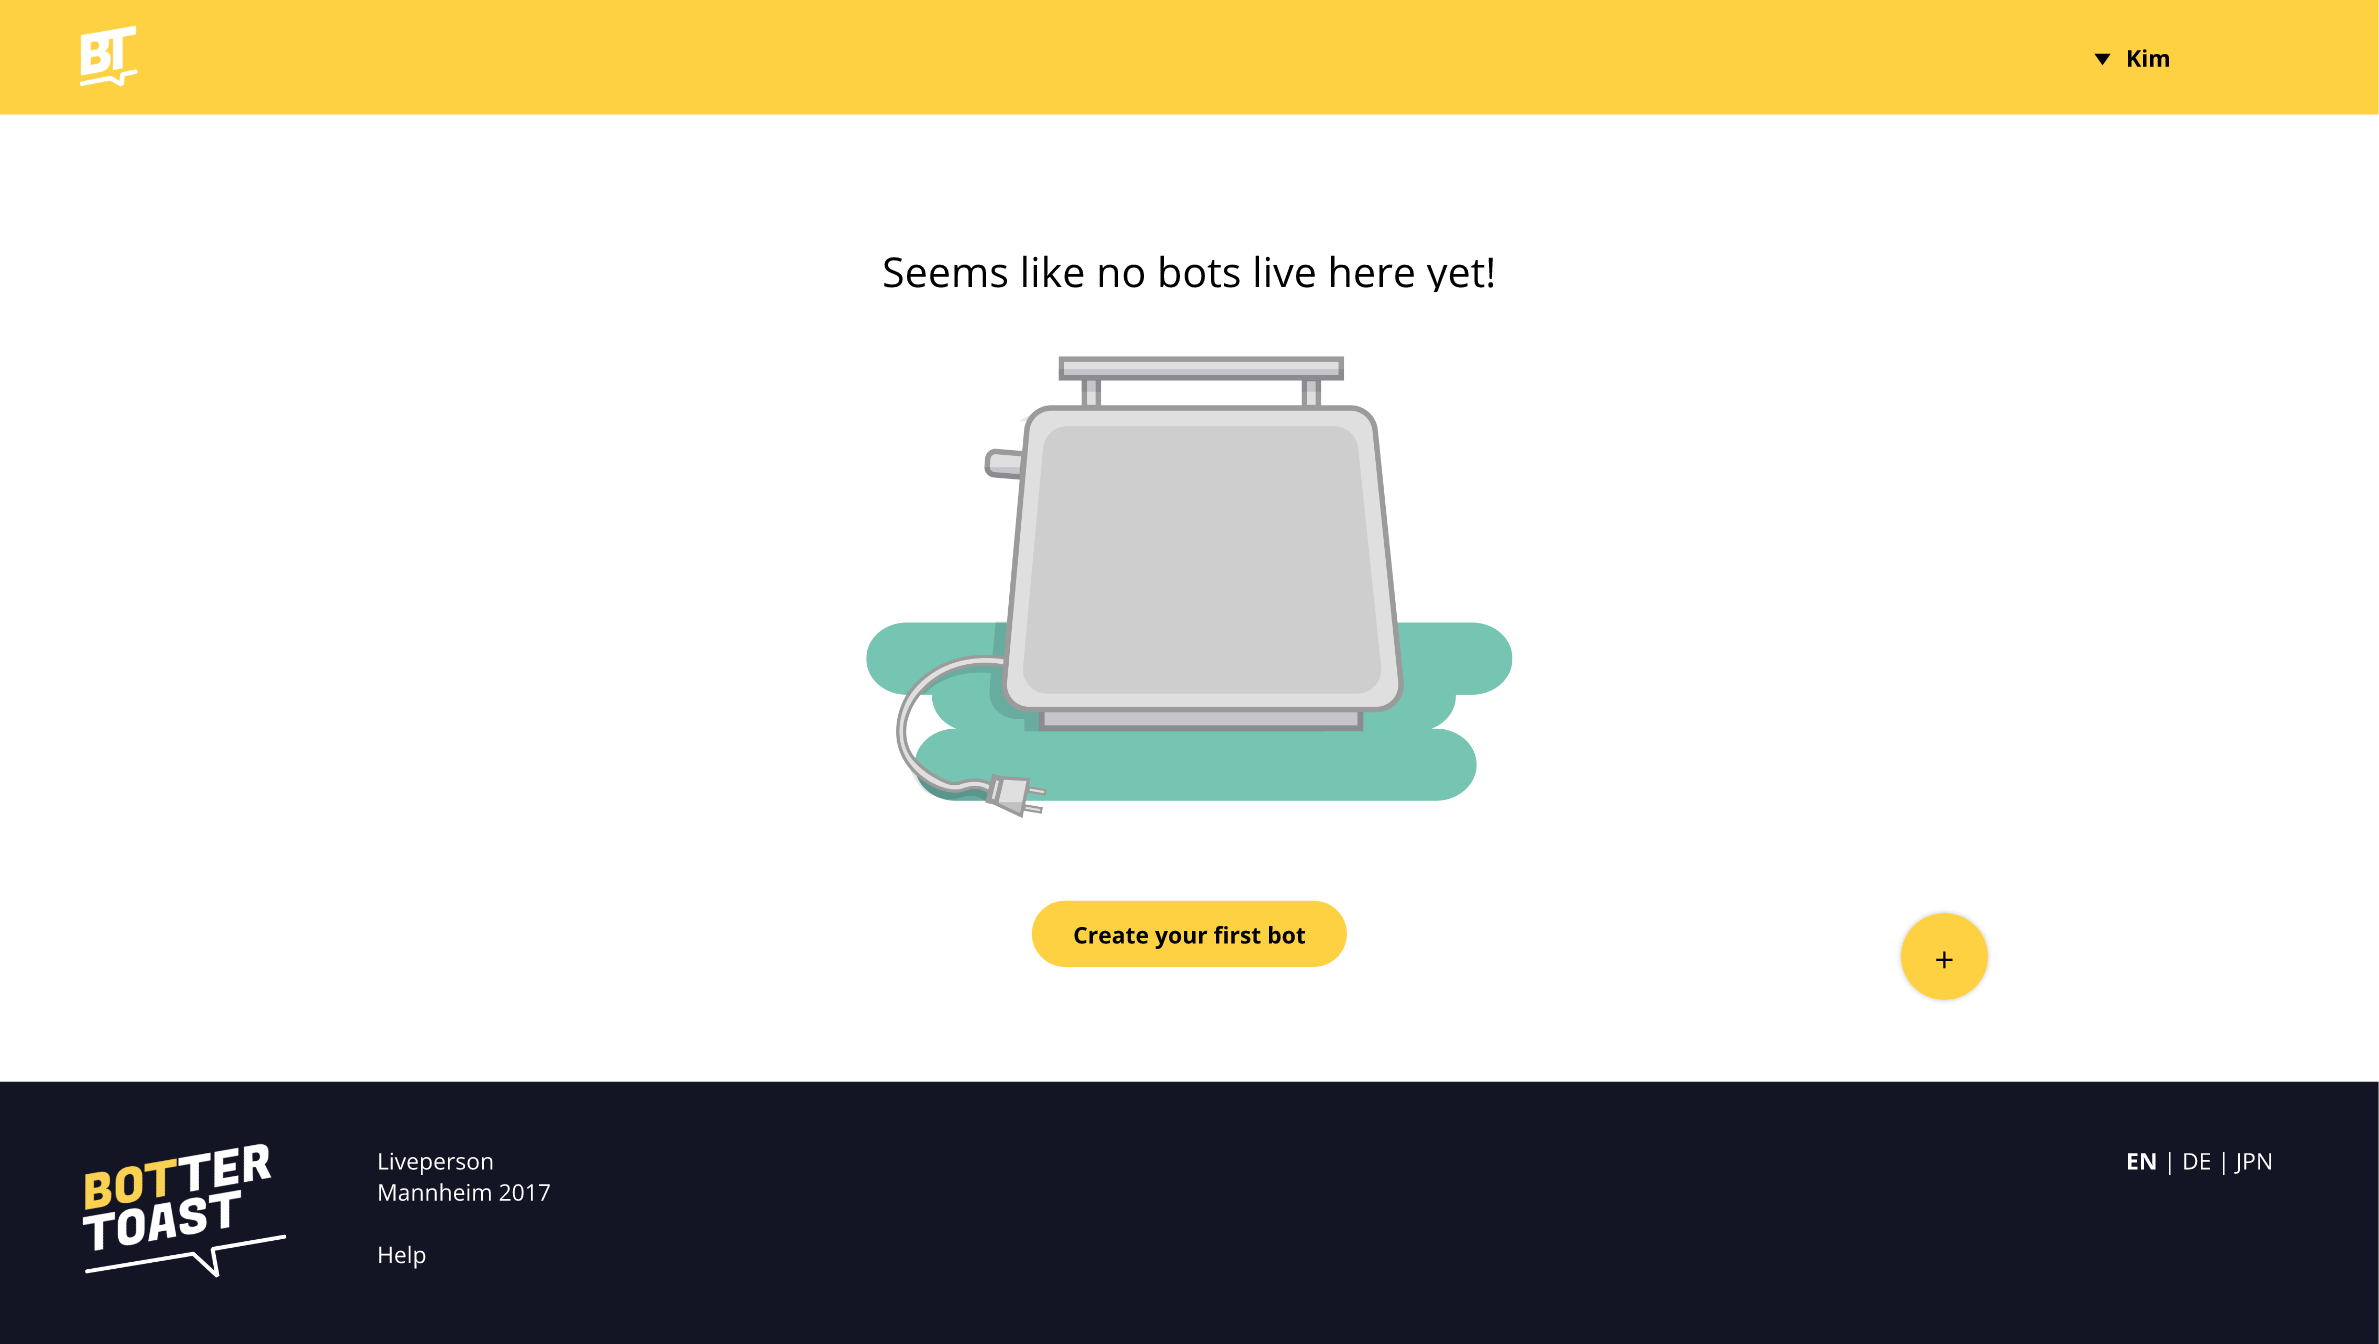 BT
Kim
Seems like no bots live here yet!
Create your first bot
+
BOTTER
TOAST
Liveperson
Mannheim 2017
Help
EN | DE | JPN